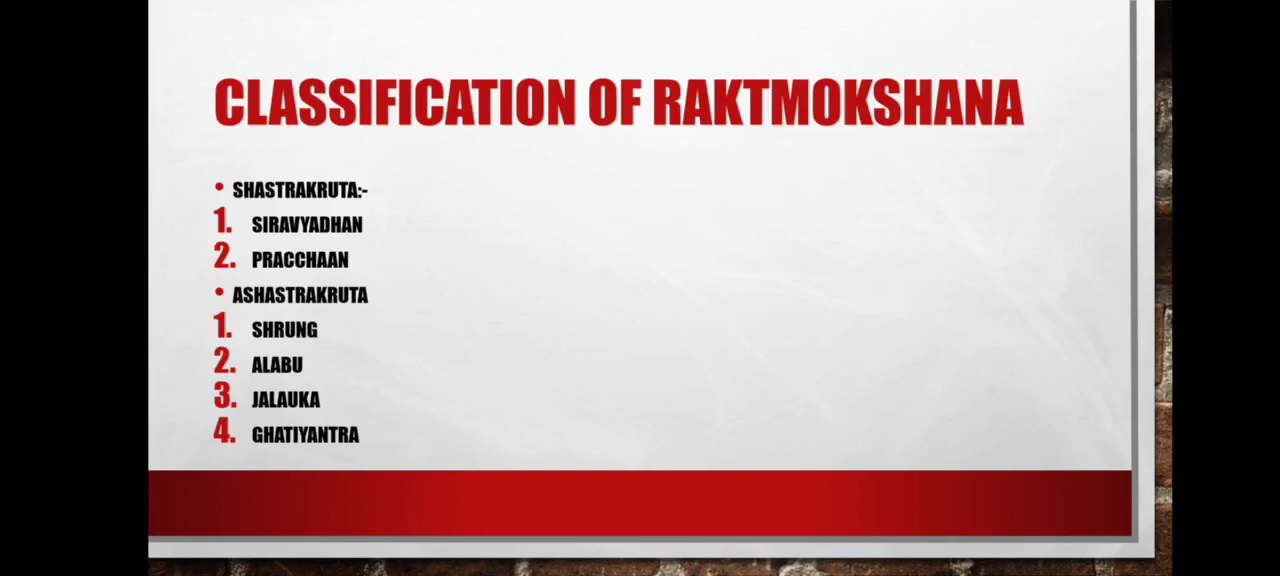 CLASSIFICATION OF RAKTMOKSHANA
• SHASTRAKRUTA:-
1. SIRAVYADHAN
2. PRACCHAAN
• ASHASTRAKRUTA
1. SHRUNG
2. ALABU
3. JALAUKA
4. GHATIYANTRA